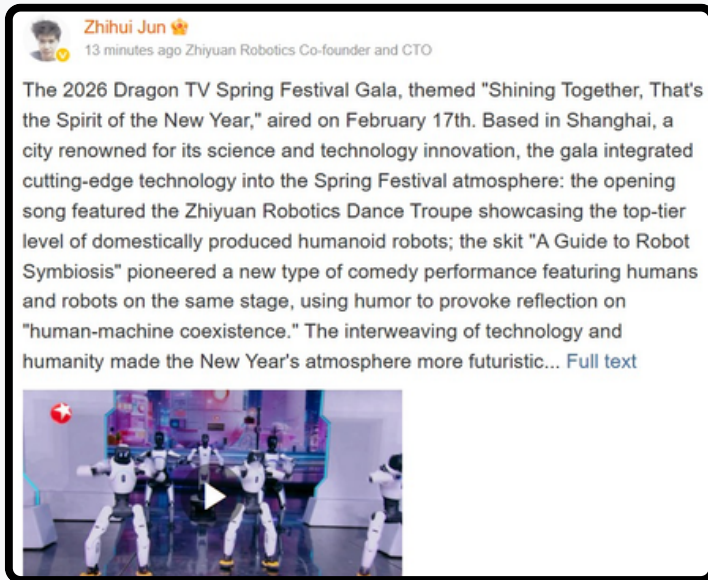 Zhihui Jun
13 minutes ago Zhiyuan Robotics Co-founder and CTO
The 2026 Dragon TV Spring Festival Gala, themed "Shining Together, That's
the Spirit of the New Year," aired on February 17th. Based in Shanghai, a
city renowned for its science and technology innovation, the gala integrated
cutting-edge technology into the Spring Festival atmosphere: the opening
song featured the Zhiyuan Robotics Dance Troupe showcasing the top-tier
level of domestically produced humanoid robots; the skit "A Guide to Robot
Symbiosis" pioneered a new type of comedy performance featuring humans
and robots on the same stage, using humor to provoke reflection on
"human-machine coexistence." The interweaving of technology and
humanity made the New Year's atmosphere more futuristic... Full text